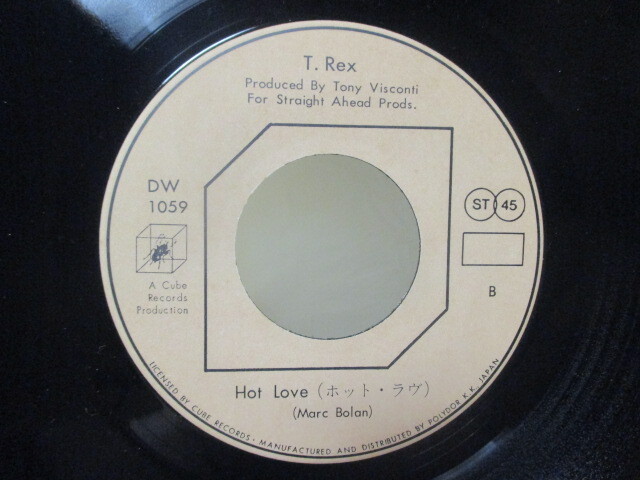 T. Rex
Produced By Tony Visconti
For Straight Ahead Prods.
DW
1059
ST 45
A Cube
Records
Production
B
Hot Love (ホット・ラヴ)
(Marc Bolan)
LICENSED BY CUBE RECORDS • MANUFACTURED AND DISTRIBUTED BY POLYDOR K.K., JAPAN